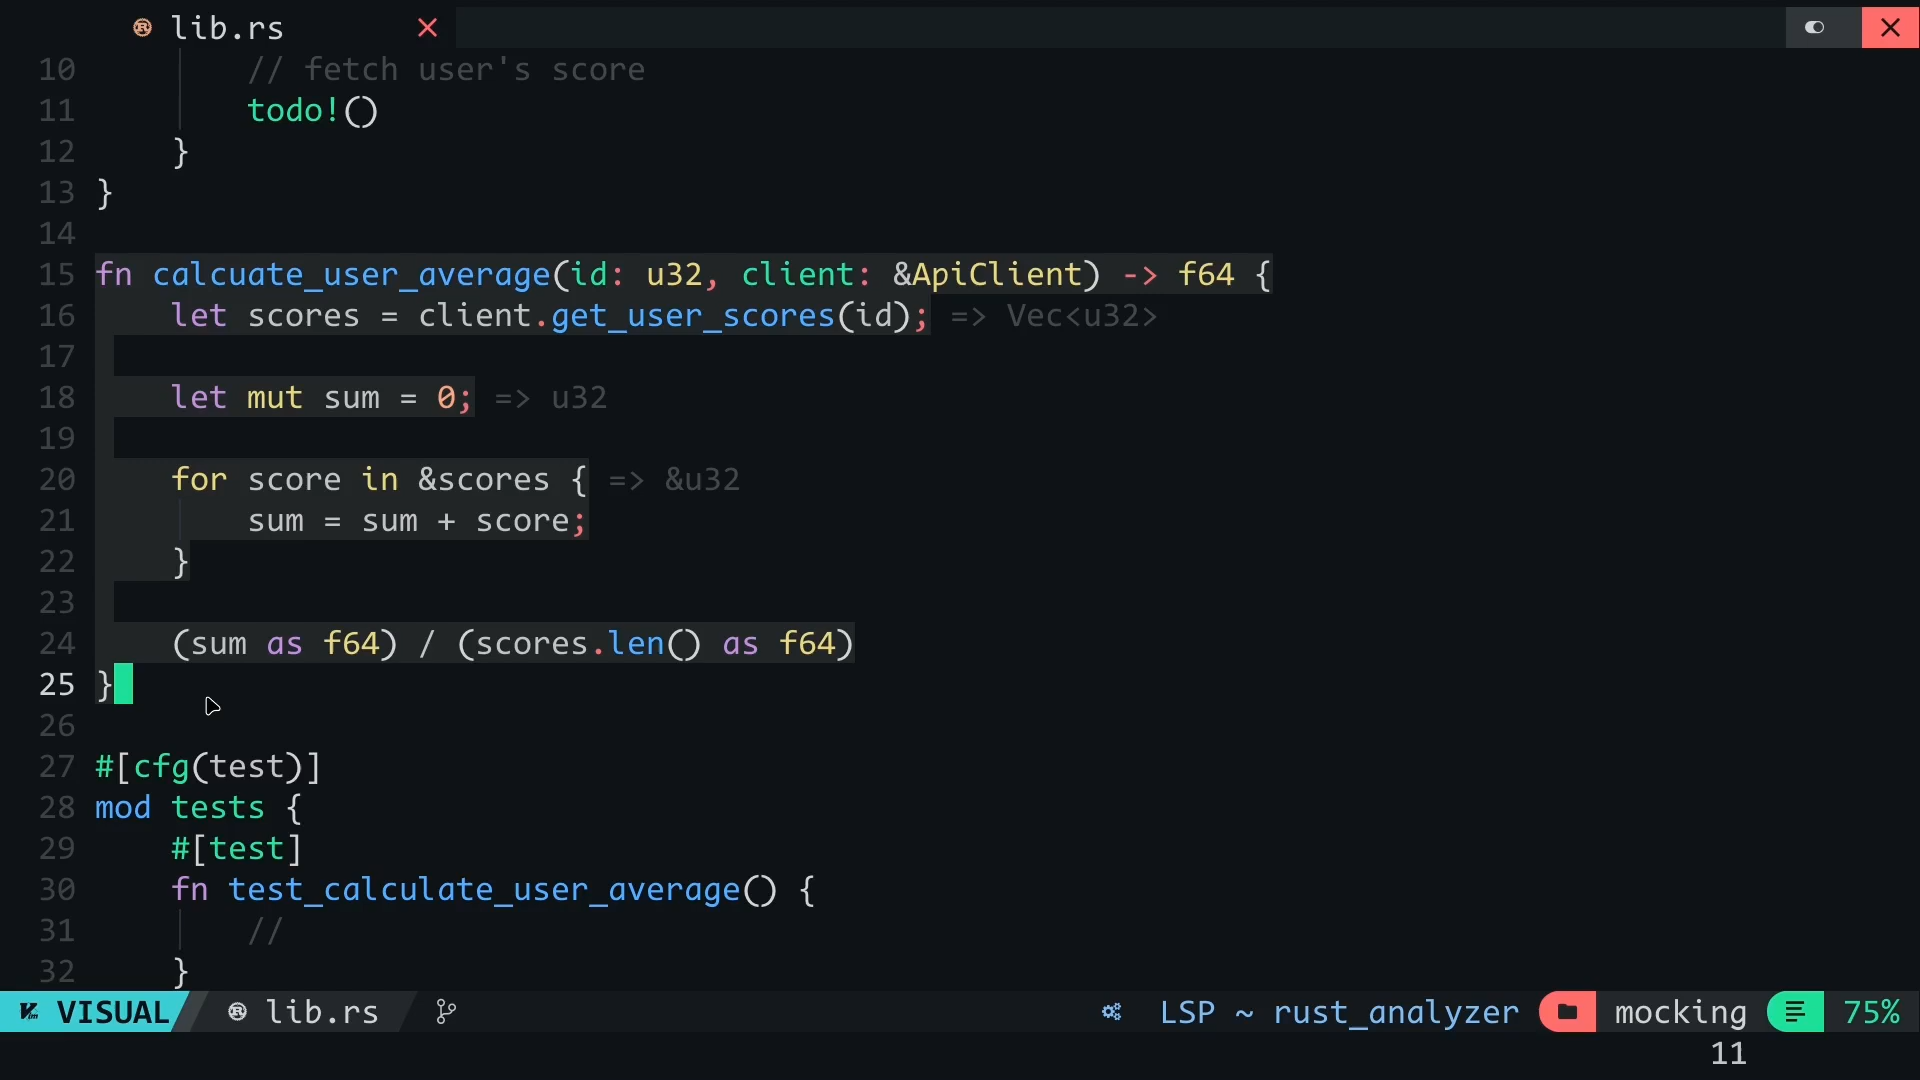 lib.rs
10 // fetch user's score
11 todo!()
12 }
13 }
14
15 fn calcuate_user_average(id: u32, client: &ApiClient) -> f64 {
16 let scores = client.get_user_scores(id); => Vec<u32>
17
18 let mut sum = 0; => u32
19
20 for score in &scores { => &u32
21 sum = sum + score;
22 }
23
24 (sum as f64) / (scores.len() as f64)
25 }
26
27 #[cfg(test)]
28 mod tests {
29 #[test]
30 fn test_calculate_user_average() {
31 //
32 }
VISUAL lib.rs LSP ~ rust_analyzer mocking 75%
11